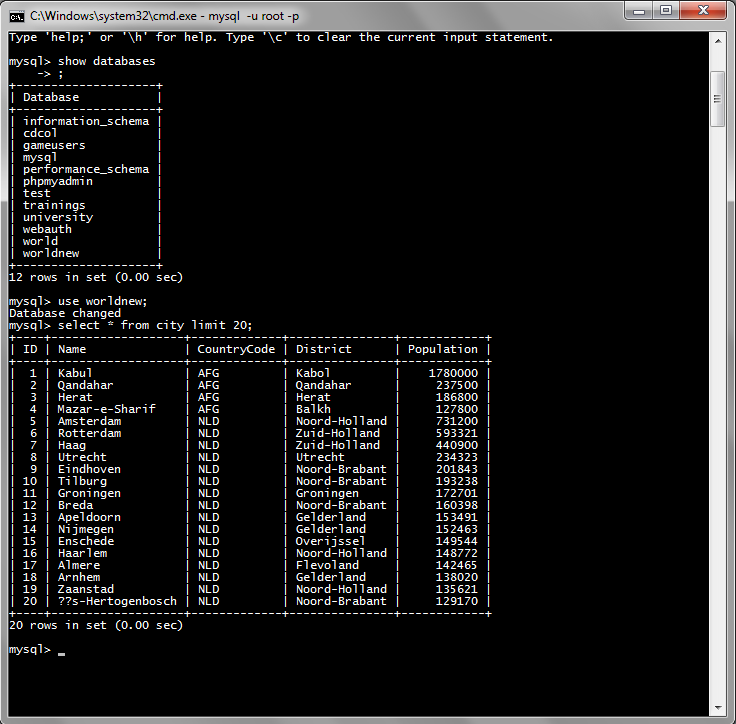 C:\Windows\system32\cmd.exe - mysql  -u root -p
Type 'help;' or '\h' for help. Type '\c' to clear the current input statement.
mysql> show databases
    -> ;
+--------------------+
| Database           |
+--------------------+
| information_schema |
| cdcol              |
| gameusers          |
| mysql              |
| performance_schema |
| phpmyadmin         |
| test               |
| trainings          |
| university         |
| webauth            |
| world              |
| worldnew           |
+--------------------+
12 rows in set (0.00 sec)
mysql> use worldnew;
Database changed
mysql> select * from city limit 20;
+----+-------------------+-------------+---------------+------------+
| ID | Name              | CountryCode | District      | Population |
+----+-------------------+-------------+---------------+------------+
|  1 | Kabul             | AFG         | Kabol         |    1780000 |
|  2 | Qandahar          | AFG         | Qandahar      |     237500 |
|  3 | Herat             | AFG         | Herat         |     186800 |
|  4 | Mazar-e-Sharif    | AFG         | Balkh         |     127800 |
|  5 | Amsterdam         | NLD         | Noord-Holland |     731200 |
|  6 | Rotterdam         | NLD         | Zuid-Holland  |     593321 |
|  7 | Haag              | NLD         | Zuid-Holland  |     440900 |
|  8 | Utrecht           | NLD         | Utrecht       |     234323 |
|  9 | Eindhoven         | NLD         | Noord-Brabant |     201843 |
| 10 | Tilburg           | NLD         | Noord-Brabant |     193238 |
| 11 | Groningen         | NLD         | Groningen     |     172701 |
| 12 | Breda             | NLD         | Noord-Brabant |     160398 |
| 13 | Apeldoorn         | NLD         | Gelderland    |     153491 |
| 14 | Nijmegen          | NLD         | Gelderland    |     152463 |
| 15 | Enschede          | NLD         | Overijssel    |     149544 |
| 16 | Haarlem           | NLD         | Noord-Holland |     148772 |
| 17 | Almere            | NLD         | Flevoland     |     142465 |
| 18 | Arnhem            | NLD         | Gelderland    |     138020 |
| 19 | Zaanstad          | NLD         | Noord-Holland |     135621 |
| 20 | ??s-Hertogenbosch | NLD         | Noord-Brabant |     129170 |
+----+-------------------+-------------+---------------+------------+
20 rows in set (0.00 sec)
mysql> _